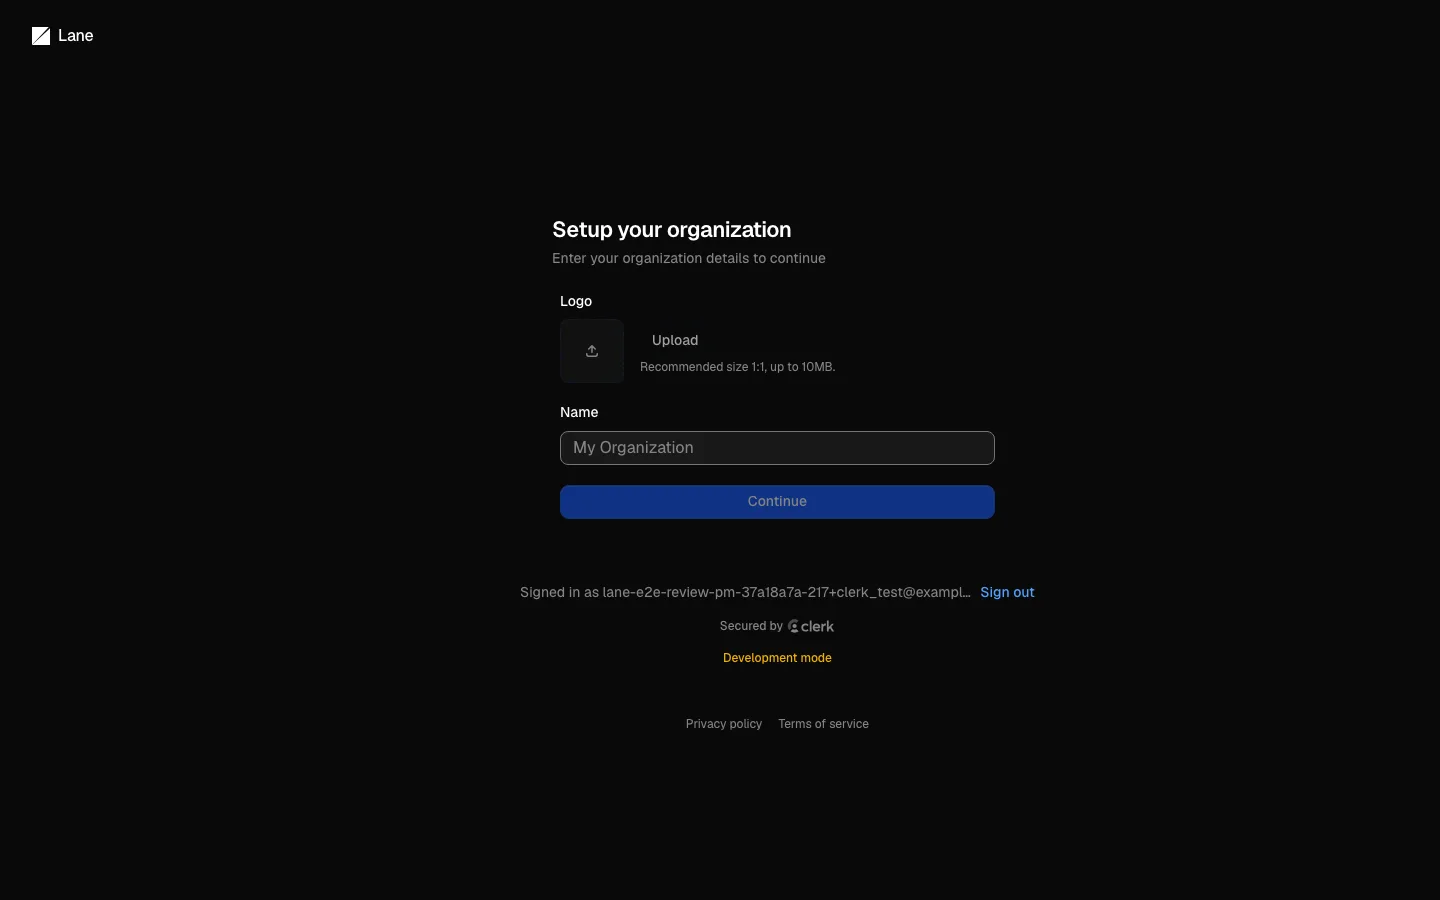 Lane
Setup your organization
Enter your organization details to continue
Logo
Upload
Recommended size 1:1, up to 10MB.
Name
My Organization
Continue
Signed in as lane-e2e-review-pm-37a18a7a-217+clerk_test@exampl… Sign out
Secured by clerk
Development mode
Privacy policy Terms of service